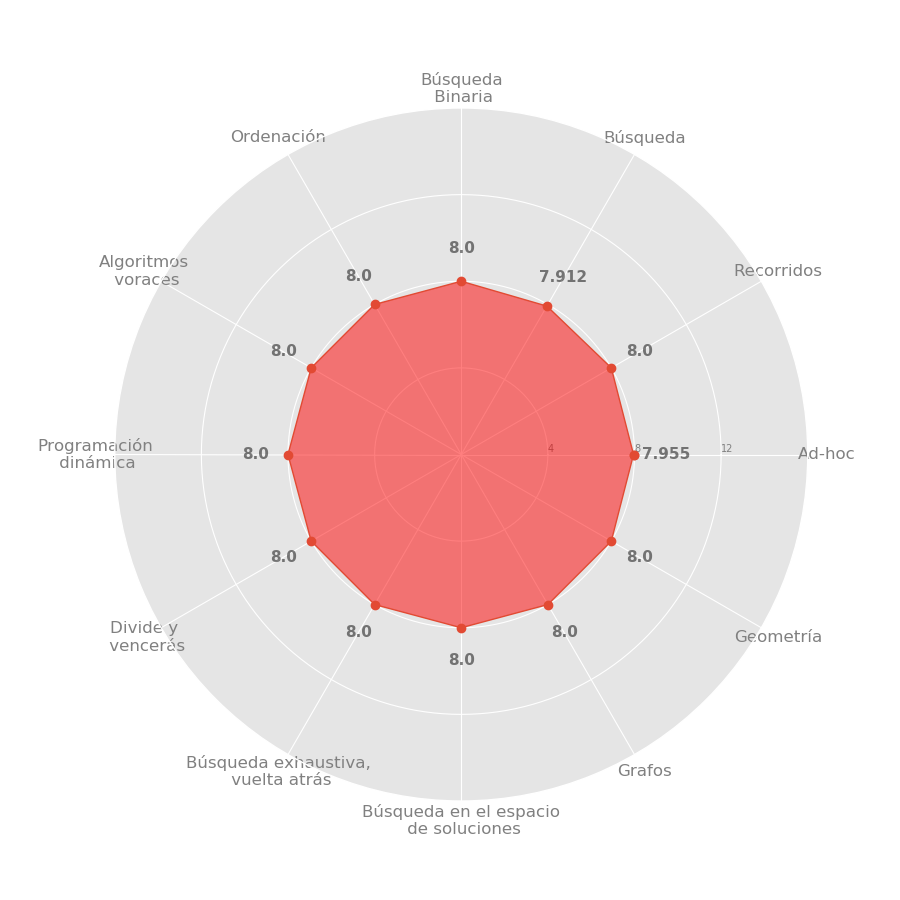 Búsqueda
Binaria
Ordenación
Búsqueda
8.0
Algoritmos
voraces
8.0
7.912
Recorridos
8.0
8.0
Programación
dinámica
8.0
4
8
7.955
12
Ad-hoc
8.0
8.0
Divide y
vencerás
8.0
8.0
Geometría
8.0
Búsqueda exhaustiva,
vuelta atrás
Grafos
Búsqueda en el espacio
de soluciones